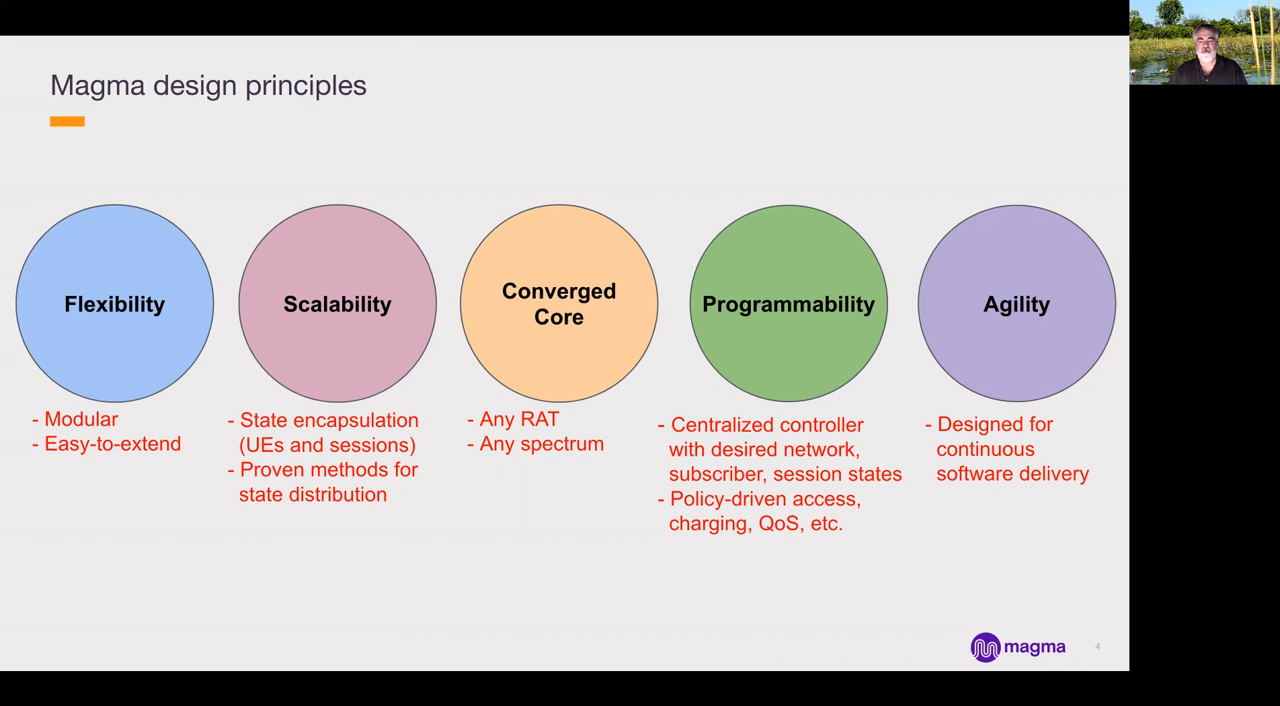 Magma design principles
Flexibility
- Modular
- Easy-to-extend
Scalability
- State encapsulation
(UEs and sessions)
- Proven methods for
state distribution
Converged
Core
- Any RAT
- Any spectrum
Programmability
- Centralized controller
with desired network,
subscriber, session states
- Policy-driven access,
charging, QoS, etc.
Agility
- Designed for
continuous
software delivery
magma
4